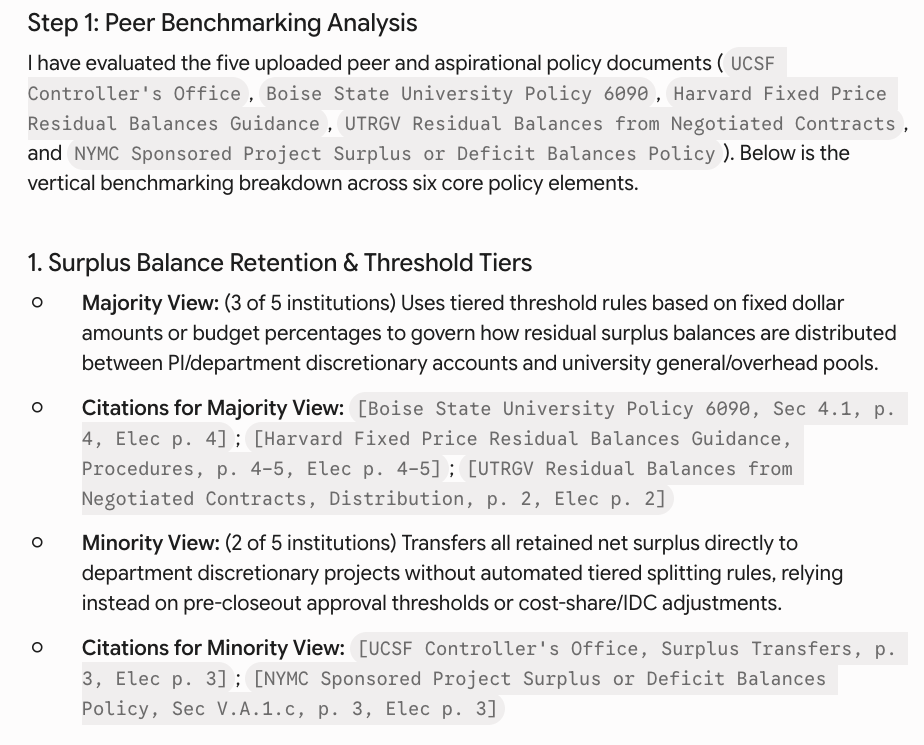 Step 1: Peer Benchmarking Analysis
I have evaluated the five uploaded peer and aspirational policy documents ( UCSF
Controller's Office , Boise State University Policy 6090 , Harvard Fixed Price
Residual Balances Guidance , UTRGV Residual Balances from Negotiated Contracts ,
and NYMC Sponsored Project Surplus or Deficit Balances Policy ). Below is the
vertical benchmarking breakdown across six core policy elements.
1. Surplus Balance Retention & Threshold Tiers
Majority View: (3 of 5 institutions) Uses tiered threshold rules based on fixed dollar
amounts or budget percentages to govern how residual surplus balances are distributed
between PI/department discretionary accounts and university general/overhead pools.
Citations for Majority View: [Boise State University Policy 6090, Sec 4.1, p.
4, Elec p. 4] ; [Harvard Fixed Price Residual Balances Guidance,
Procedures, p. 4–5, Elec p. 4–5] ; [UTRGV Residual Balances from
Negotiated Contracts, Distribution, p. 2, Elec p. 2]
Minority View: (2 of 5 institutions) Transfers all retained net surplus directly to
department discretionary projects without automated tiered splitting rules, relying
instead on pre-closeout approval thresholds or cost-share/IDC adjustments.
Citations for Minority View: [UCSF Controller's Office, Surplus Transfers, p.
3, Elec p. 3] ; [NYMC Sponsored Project Surplus or Deficit Balances
Policy, Sec V.A.1.c, p. 3, Elec p. 3]